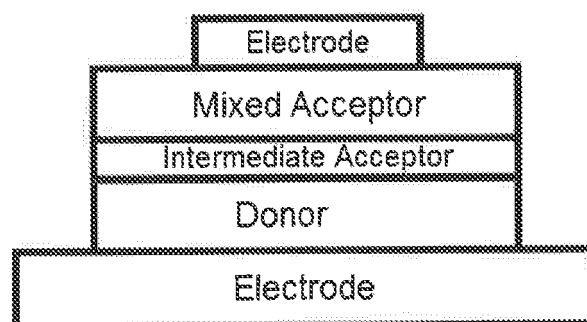 Electrode
Mixed Acceptor
Intermediate Acceptor
Donor
Electrode